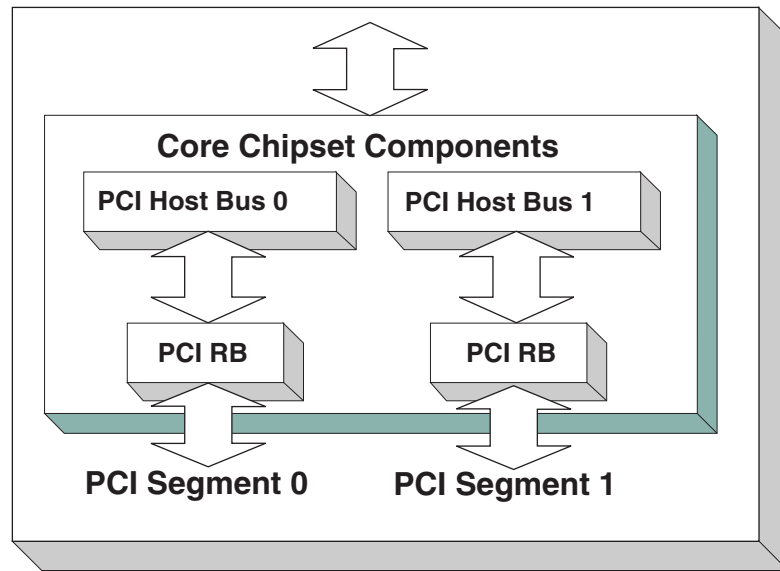 Core Chipset Components
PCI Host Bus 0
PCI Host Bus 1
PCI RB
PCI RB
PCI Segment 0
PCI Segment 1